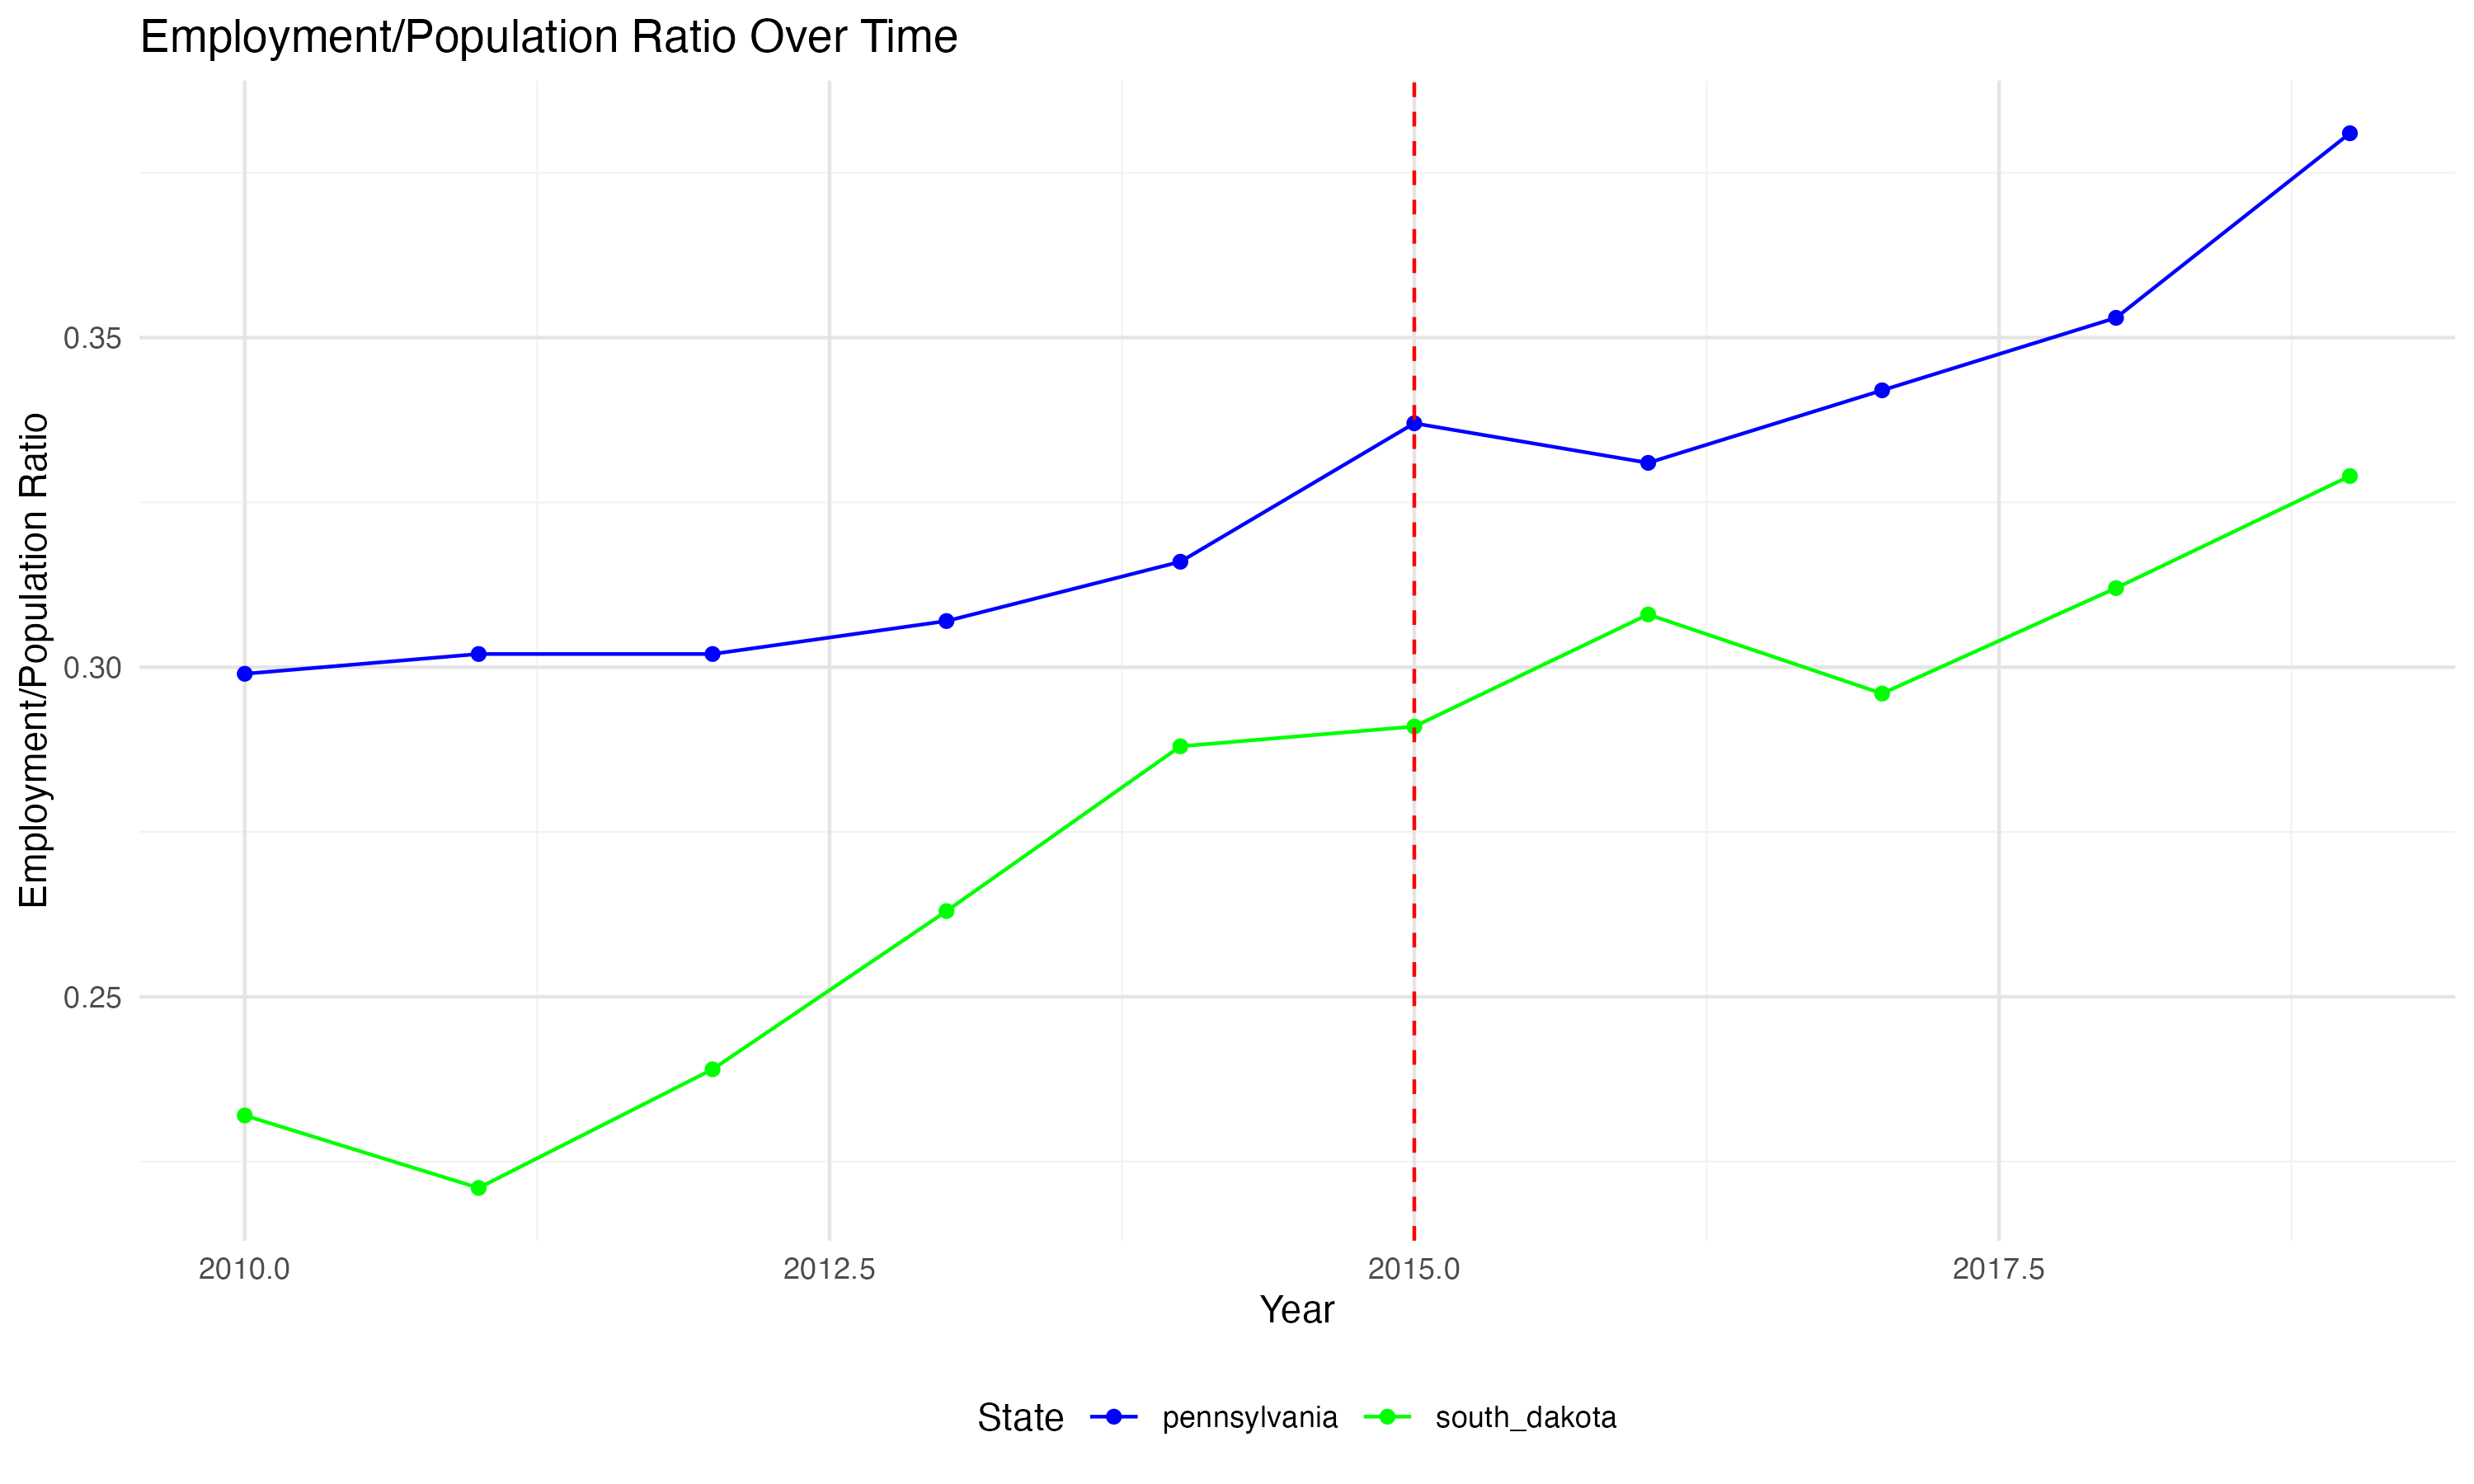 Employment/Population Ratio Over Time
Employment/Population Ratio
0.35
0.30
0.25
2010.0
2012.5
2015.0
2017.5
Year
State
pennsylvania
south_dakota